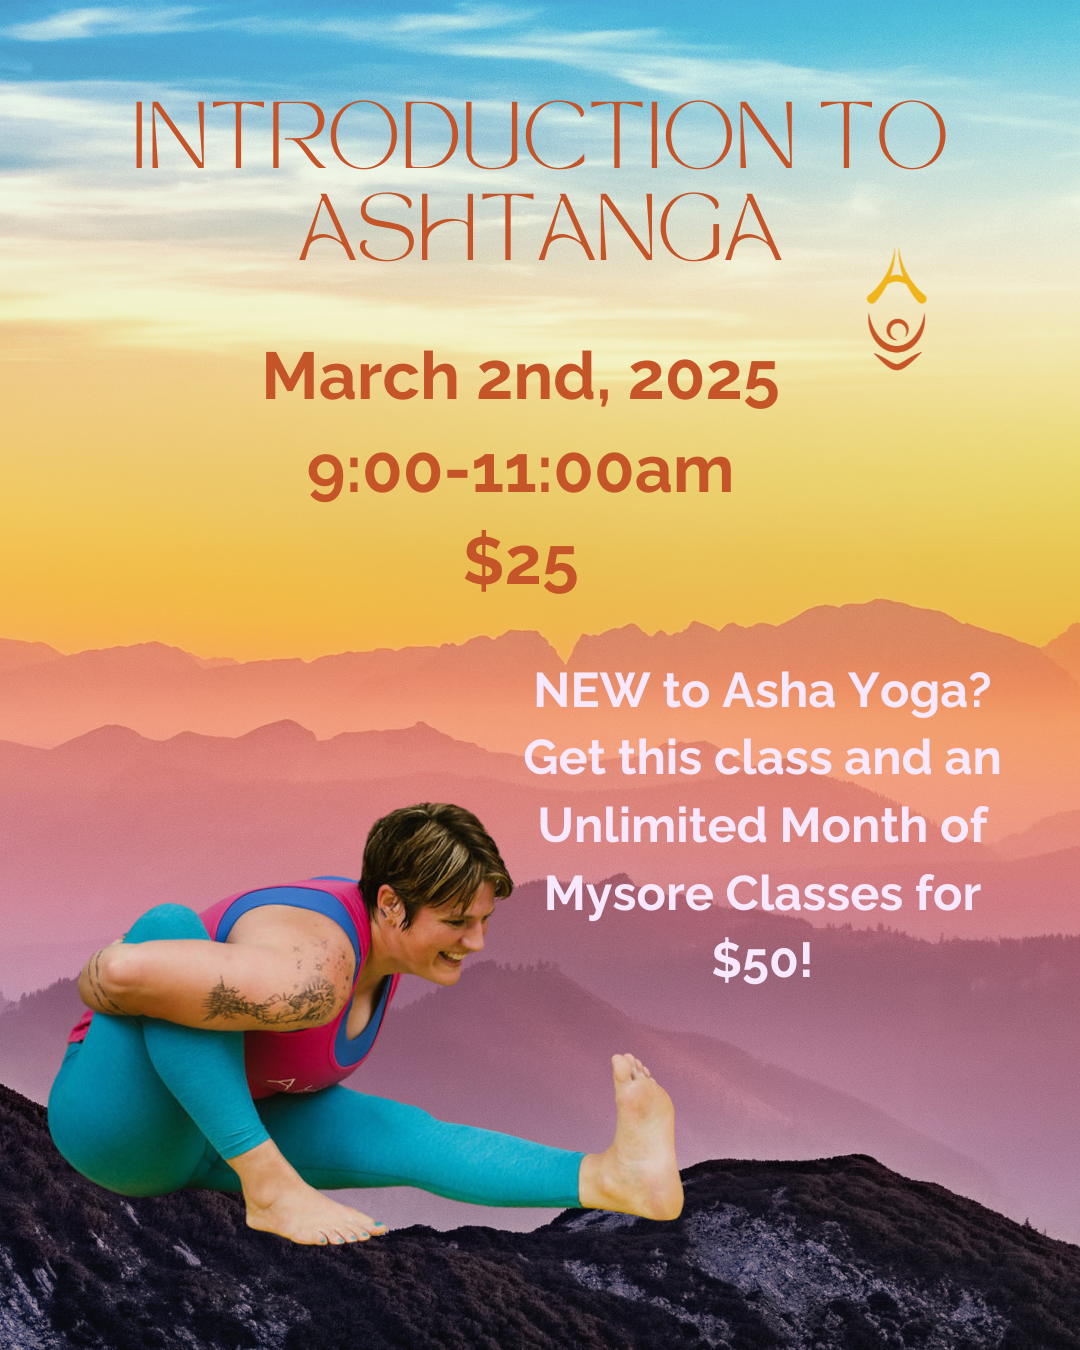 INTRODUCTION TO
ASHTANGA
March 2nd, 2025
9:00-11:00am
$25
NEW to Asha Yoga?
Get this class and an
Unlimited Month of
Mysore Classes for
$50!